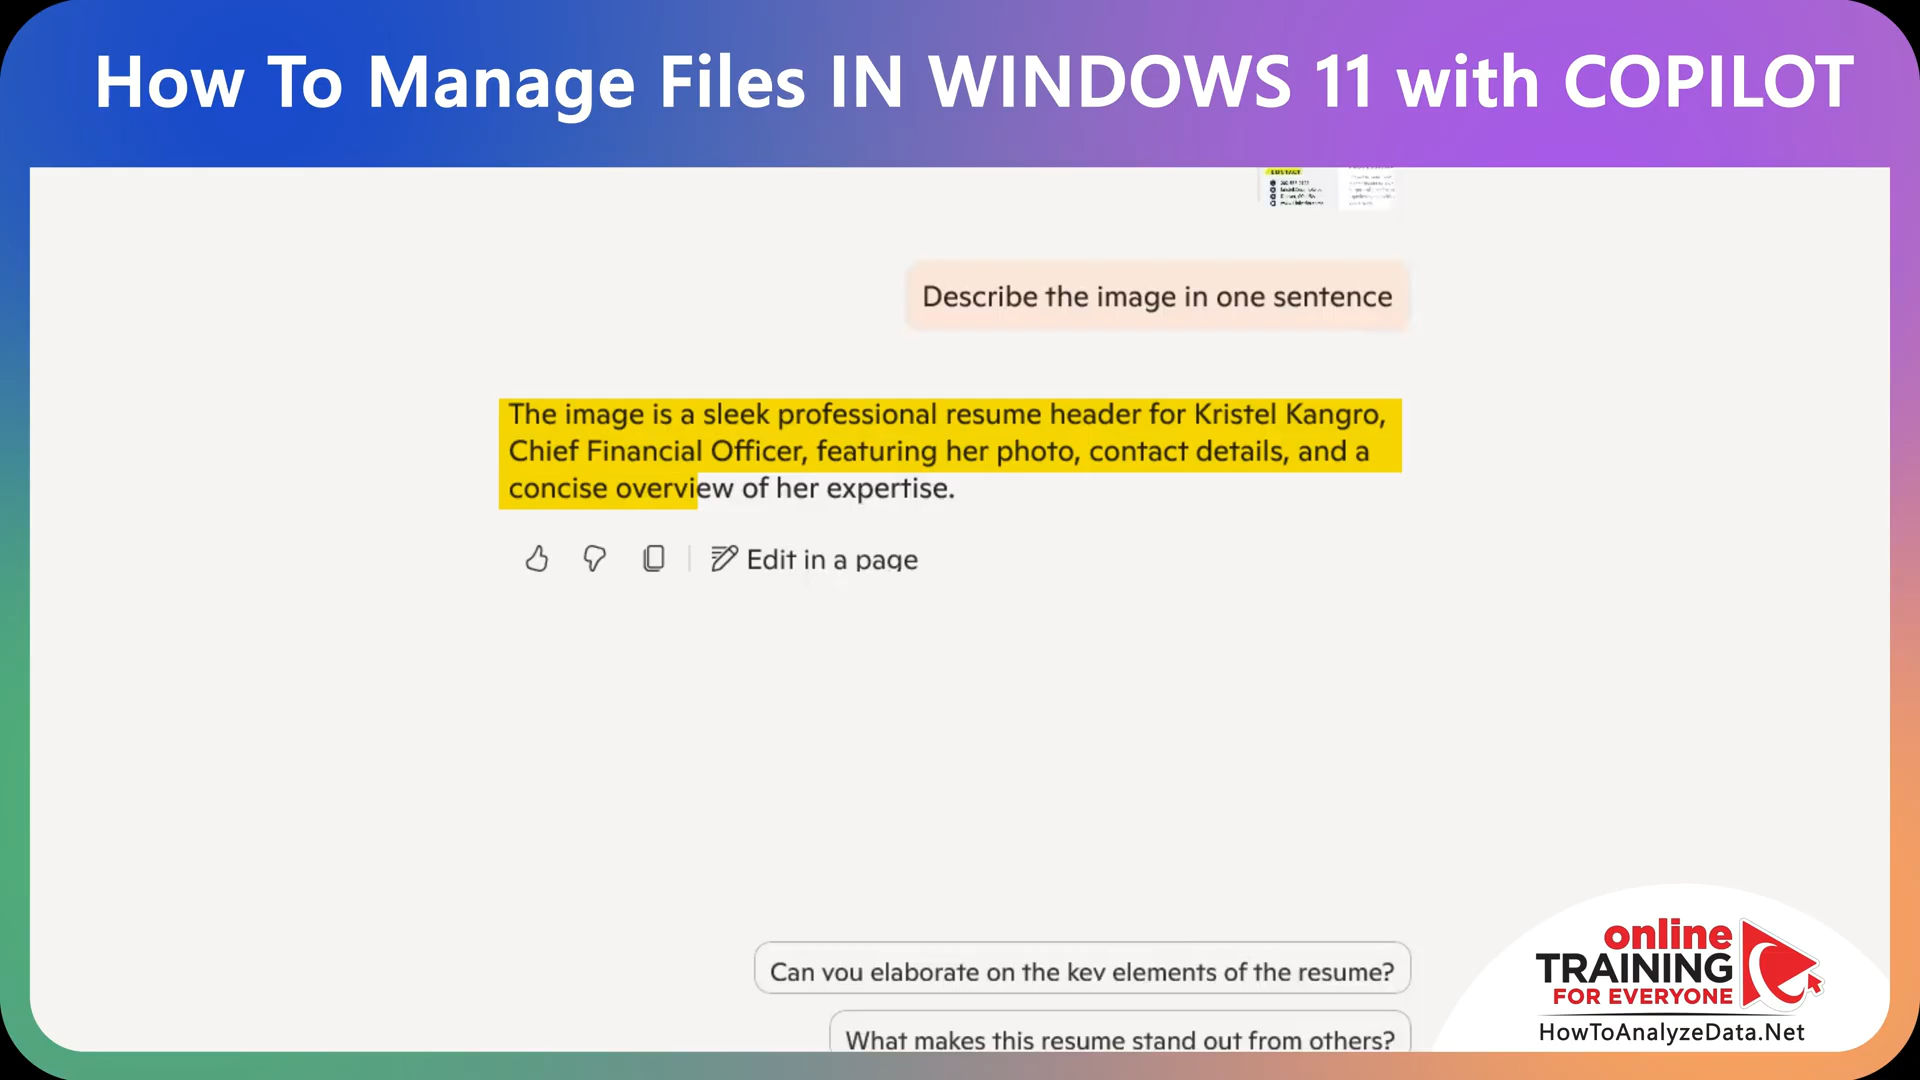 How To Manage Files IN WINDOWS 11 with COPILOT
CONTACT
Describe the image in one sentence
The image is a sleek professional resume header for Kristel Kangro,
Chief Financial Officer, featuring her photo, contact details, and a
concise overview of her expertise.
Edit in a page
Can you elaborate on the key elements of the resume?
What makes this resume stand out from others?
online
TRAINING
FOR EVERYONE
HowToAnalyzeData.Net